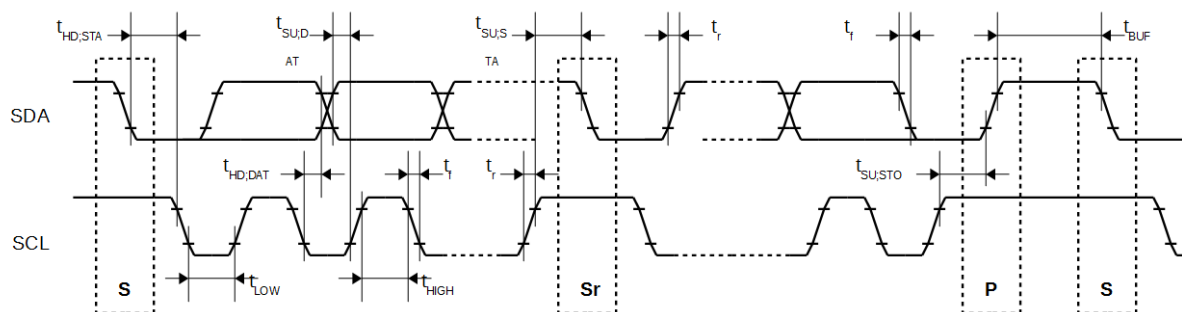 tHD;STA tSU;D tSU;S tr tf tBUF
AT TA
SDA
tHD;DAT tf tr tSU;STO
SCL
tLOW tHIGH
S Sr P S